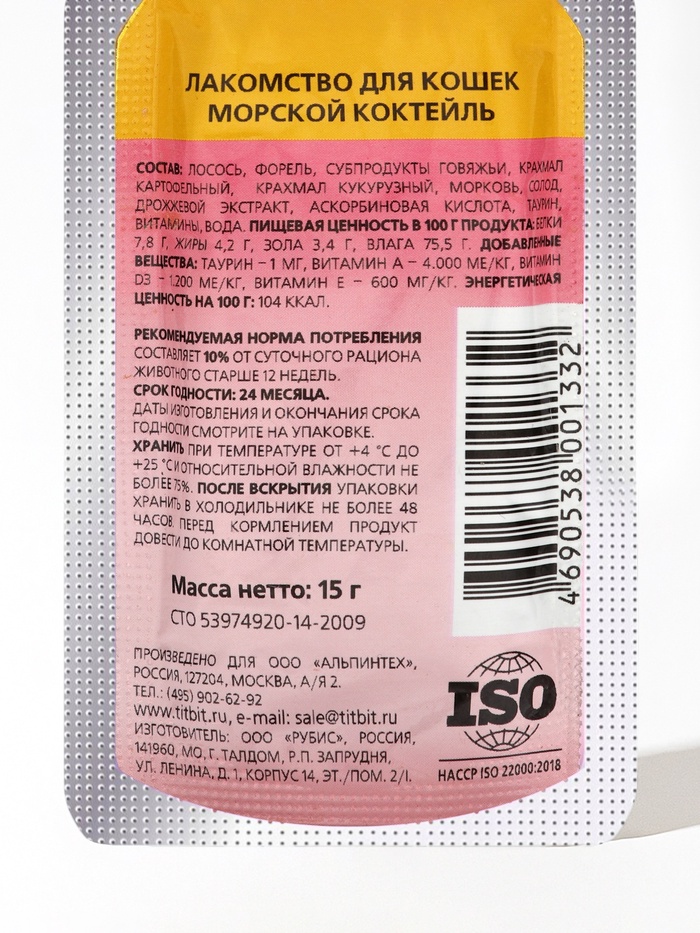 ЛАКОМСТВО ДЛЯ КОШЕК
МОРСКОЙ КОКТЕЙЛЬ
СОСТАВ: ЛОСОСЬ, ФОРЕЛЬ, СУБПРОДУКТЫ ГОВЯЖЬИ, КРАХМАЛ
КАРТОФЕЛЬНЫЙ, КРАХМАЛ КУКУРУЗНЫЙ, МОРКОВЬ, СОЛОД,
ДРОЖЖЕВОЙ ЭКСТРАКТ, АСКОРБИНОВАЯ КИСЛОТА, ТАУРИН,
ВИТАМИНЫ, ВОДА. ПИЩЕВАЯ ЦЕННОСТЬ В 100 Г ПРОДУКТА: БЕЛКИ
7,8 Г, ЖИРЫ 4,2 Г, ЗОЛА 3,4 Г, ВЛАГА 75,5 Г. ДОБАВЛЕННЫЕ
ВЕЩЕСТВА: ТАУРИН – 1 МГ, ВИТАМИН А – 4.000 МЕ/КГ, ВИТАМИН
D3 – 1.200 МЕ/КГ, ВИТАМИН Е – 600 МГ/КГ. ЭНЕРГЕТИЧЕСКАЯ
ЦЕННОСТЬ НА 100 Г: 104 ККАЛ.
РЕКОМЕНДУЕМАЯ НОРМА ПОТРЕБЛЕНИЯ
СОСТАВЛЯЕТ 10% ОТ СУТОЧНОГО РАЦИОНА
ЖИВОТНОГО СТАРШЕ 12 НЕДЕЛЬ.
СРОК ГОДНОСТИ: 24 МЕСЯЦА.
ДАТЫ ИЗГОТОВЛЕНИЯ И ОКОНЧАНИЯ СРОКА
ГОДНОСТИ СМОТРИТЕ НА УПАКОВКЕ.
ХРАНИТЬ ПРИ ТЕМПЕРАТУРЕ ОТ +4 °С ДО
+25 °С И ОТНОСИТЕЛЬНОЙ ВЛАЖНОСТИ НЕ
БОЛЕЕ 75%. ПОСЛЕ ВСКРЫТИЯ УПАКОВКИ
ХРАНИТЬ В ХОЛОДИЛЬНИКЕ НЕ БОЛЕЕ 48
ЧАСОВ. ПЕРЕД КОРМЛЕНИЕМ ПРОДУКТ
ДОВЕСТИ ДО КОМНАТНОЙ ТЕМПЕРАТУРЫ.
4 690538 001332
Масса нетто: 15 г
СТО 53974920-14-2009
ПРОИЗВЕДЕНО ДЛЯ ООО «АЛЬПИНТЕХ»,
РОССИЯ, 127204, МОСКВА, А/Я 2.
ТЕЛ.: (495) 902-62-92
www.titbit.ru, e-mail: sale@titbit.ru
ИЗГОТОВИТЕЛЬ: ООО «РУБИС», РОССИЯ,
141960, МО, Г. ТАЛДОМ, Р.П. ЗАПРУДНЯ,
УЛ. ЛЕНИНА, Д. 1, КОРПУС 14, ЭТ./ПОМ. 2/I.
ISO
HACCP ISO 22000:2018